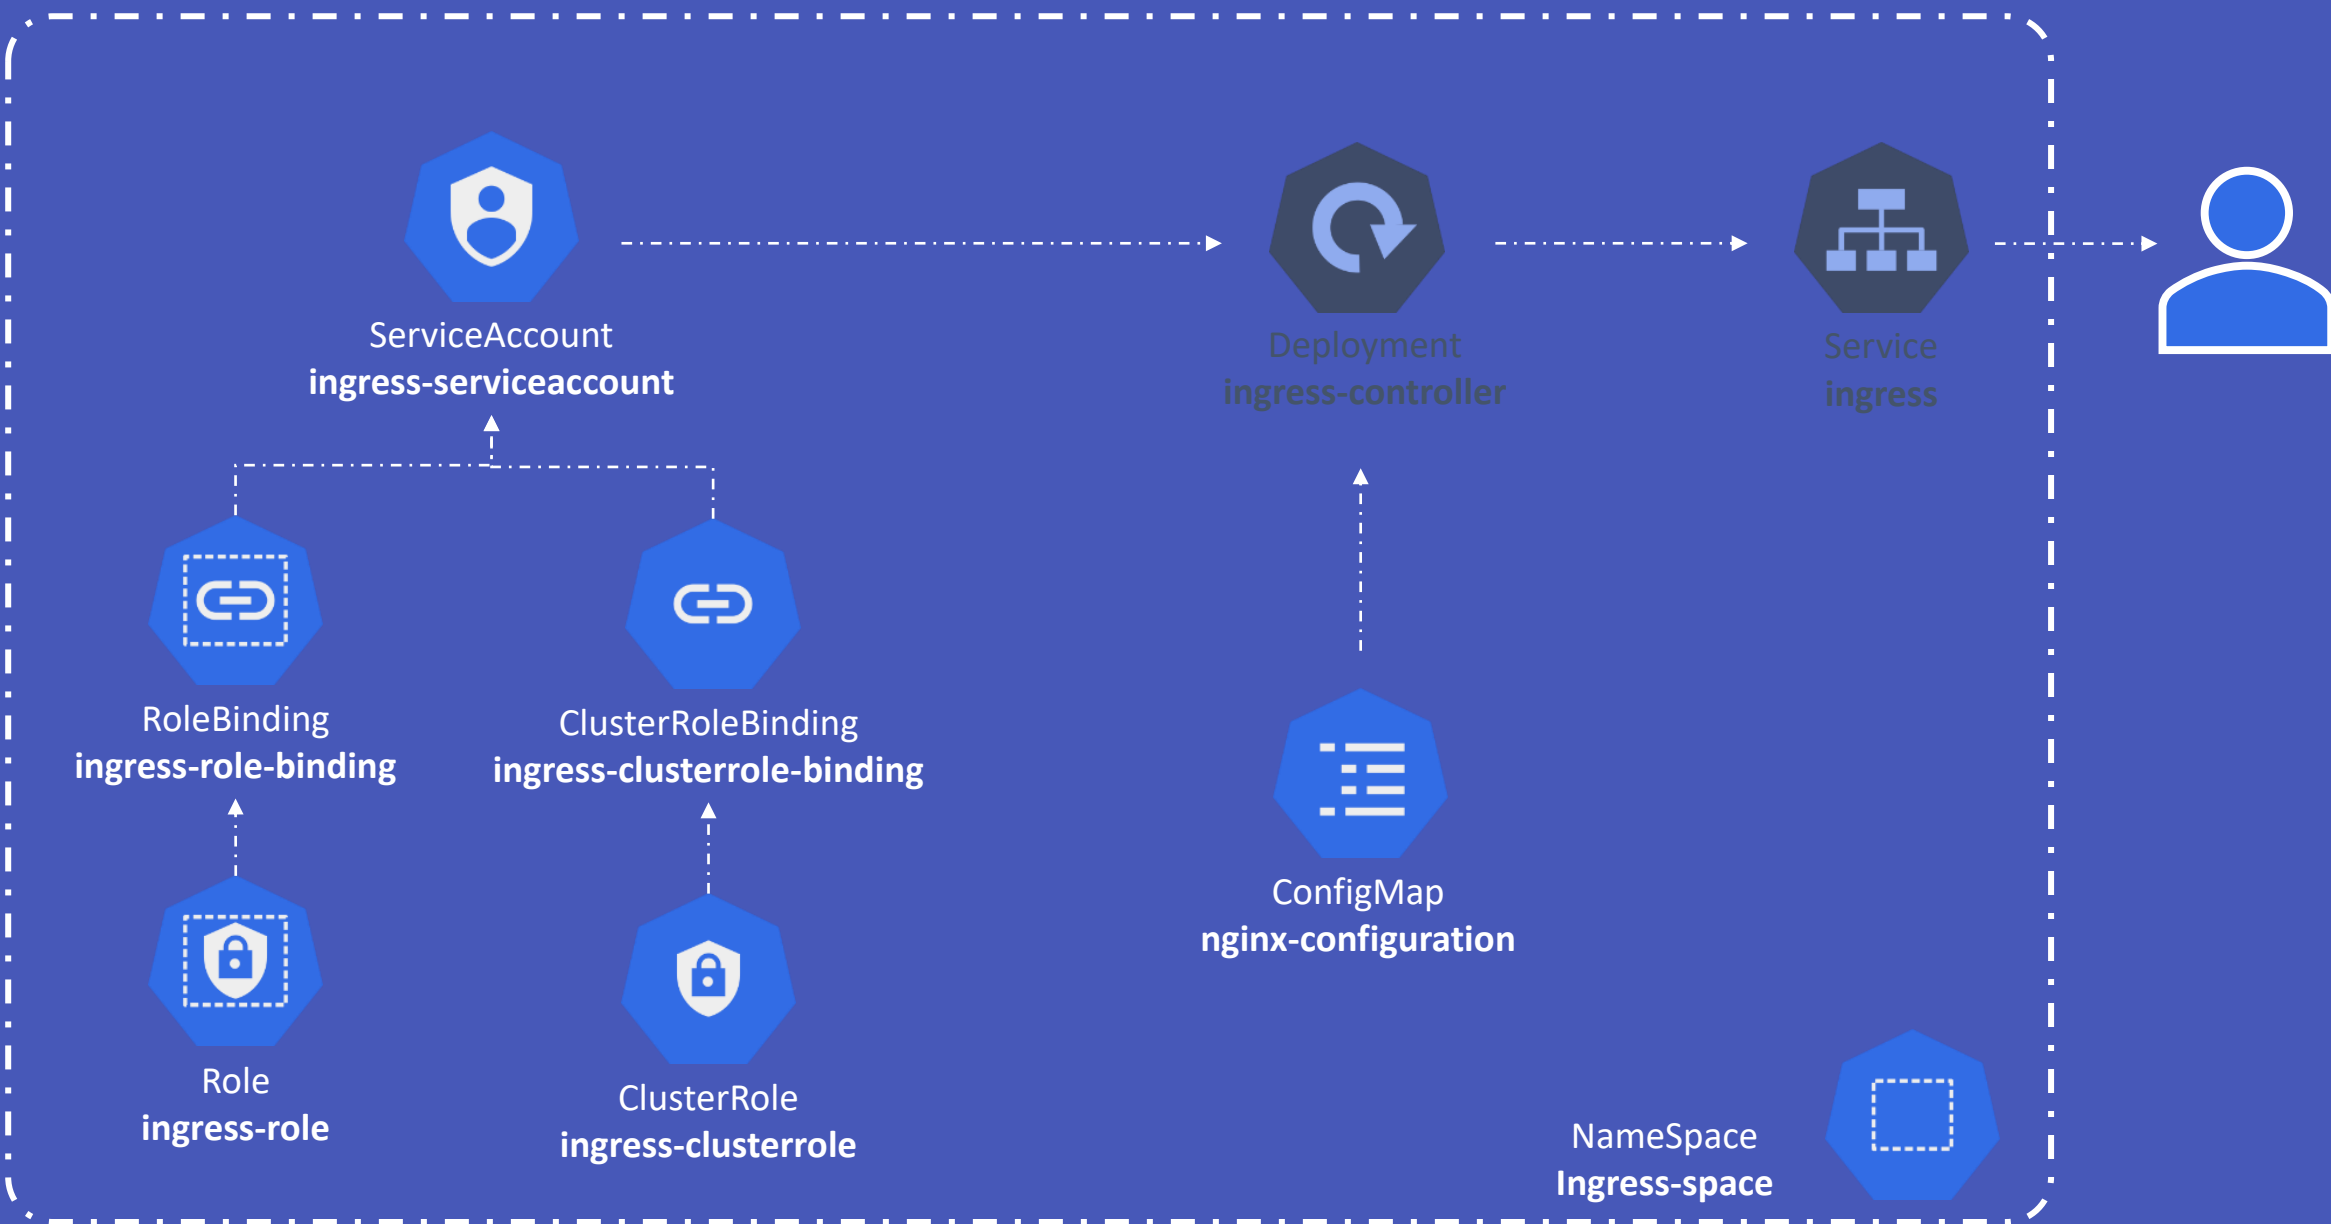 ServiceAccount
ingress-serviceaccount
Deployment
ingress-controller
Service
ingress
RoleBinding
ingress-role-binding
ClusterRoleBinding
ingress-clusterrole-binding
ConfigMap
nginx-configuration
Role
ingress-role
ClusterRole
ingress-clusterrole
NameSpace
Ingress-space